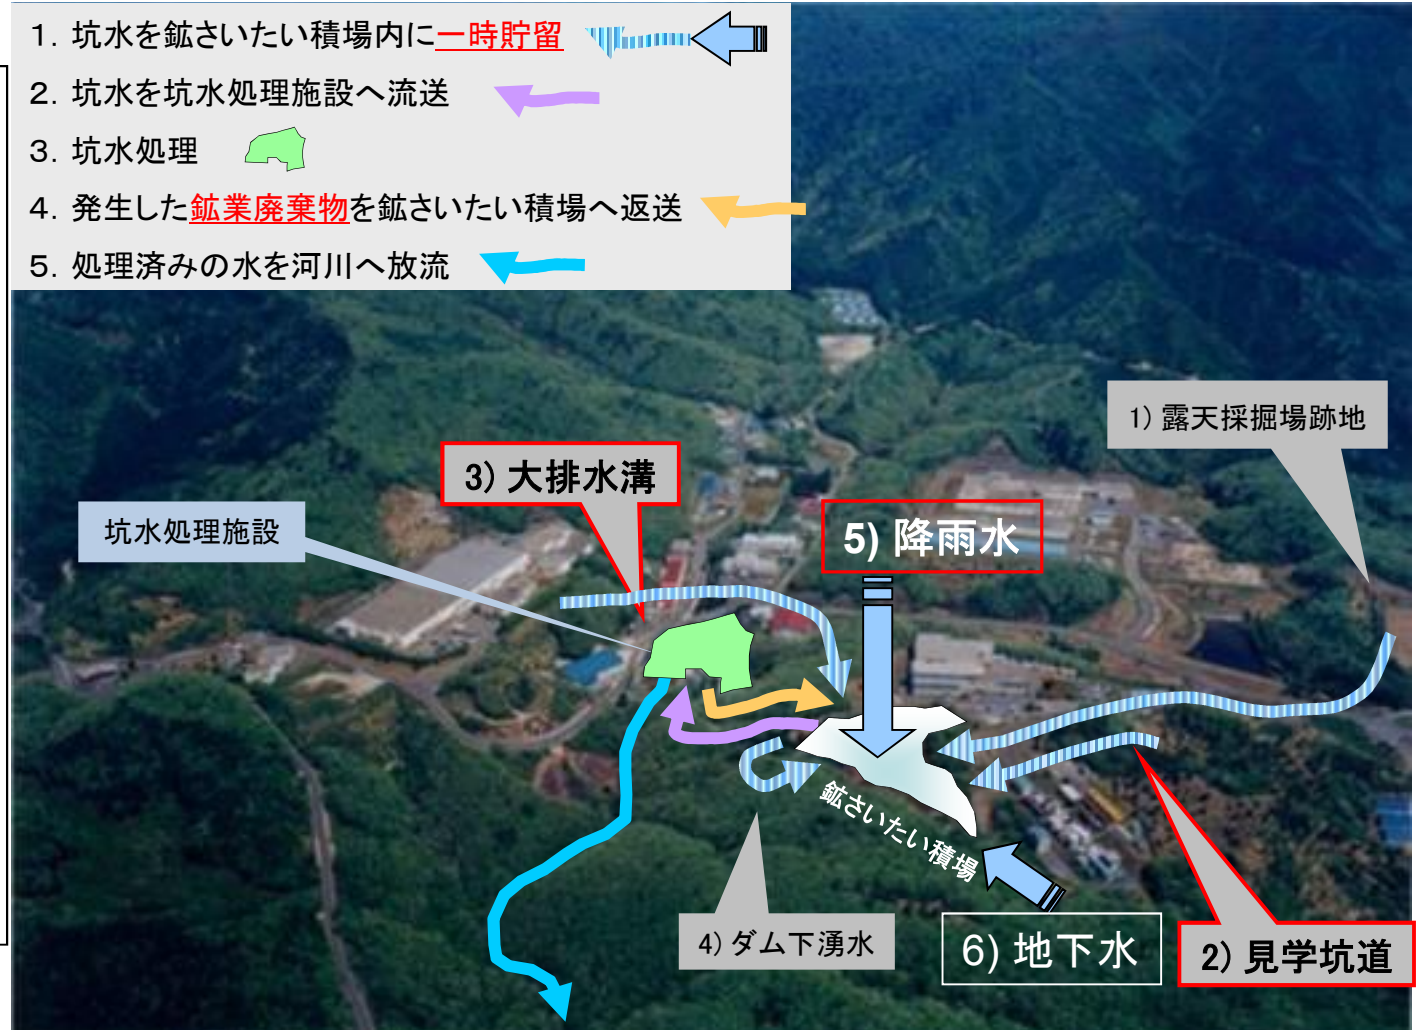 1．坑水を鉱さいたい積場内に一時貯留
2．坑水を坑水処理施設へ流送
3．坑水処理
4．発生した鉱業廃棄物を鉱さいたい積場へ返送
5．処理済みの水を河川へ放流
1) 露天採掘場跡地
3) 大排水溝
坑水処理施設
5) 降雨水
鉱さいたい積場
4) ダム下湧水
6) 地下水
2) 見学坑道